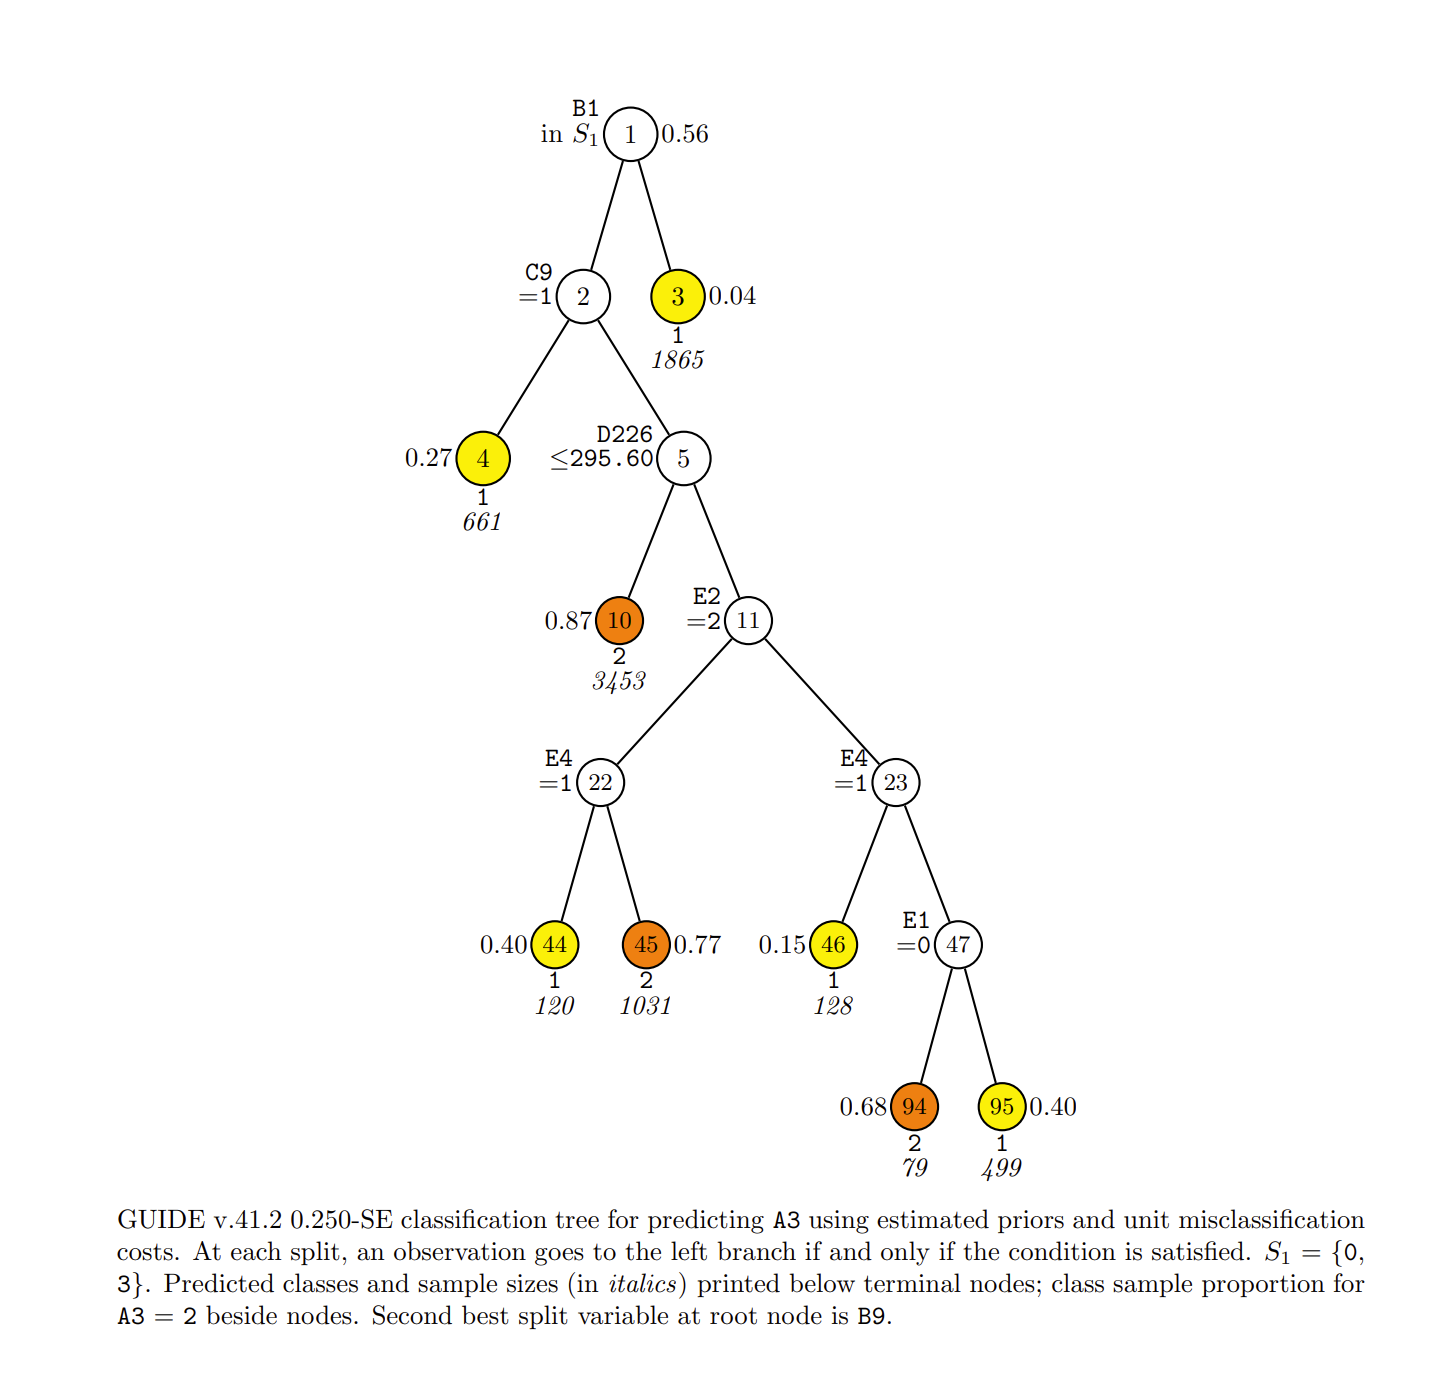 B1
in S1 1 0.56
C9
=1 2 3 0.04
1
1865
D226
0.27 4 ≤295.60 5
1
661
E2
0.87 10 =2 11
2
3453
E4 E4
=1 22 =1 23
E1
0.40 44 45 0.77 0.15 46 =0 47
1 2 1
120 1031 128
0.68 94 95 0.40
2 1
79 499
GUIDE v.41.2 0.250-SE classification tree for predicting A3 using estimated priors and unit misclassification
costs. At each split, an observation goes to the left branch if and only if the condition is satisfied. S1 = {0,
3}. Predicted classes and sample sizes (in italics) printed below terminal nodes; class sample proportion for
A3 = 2 beside nodes. Second best split variable at root node is B9.